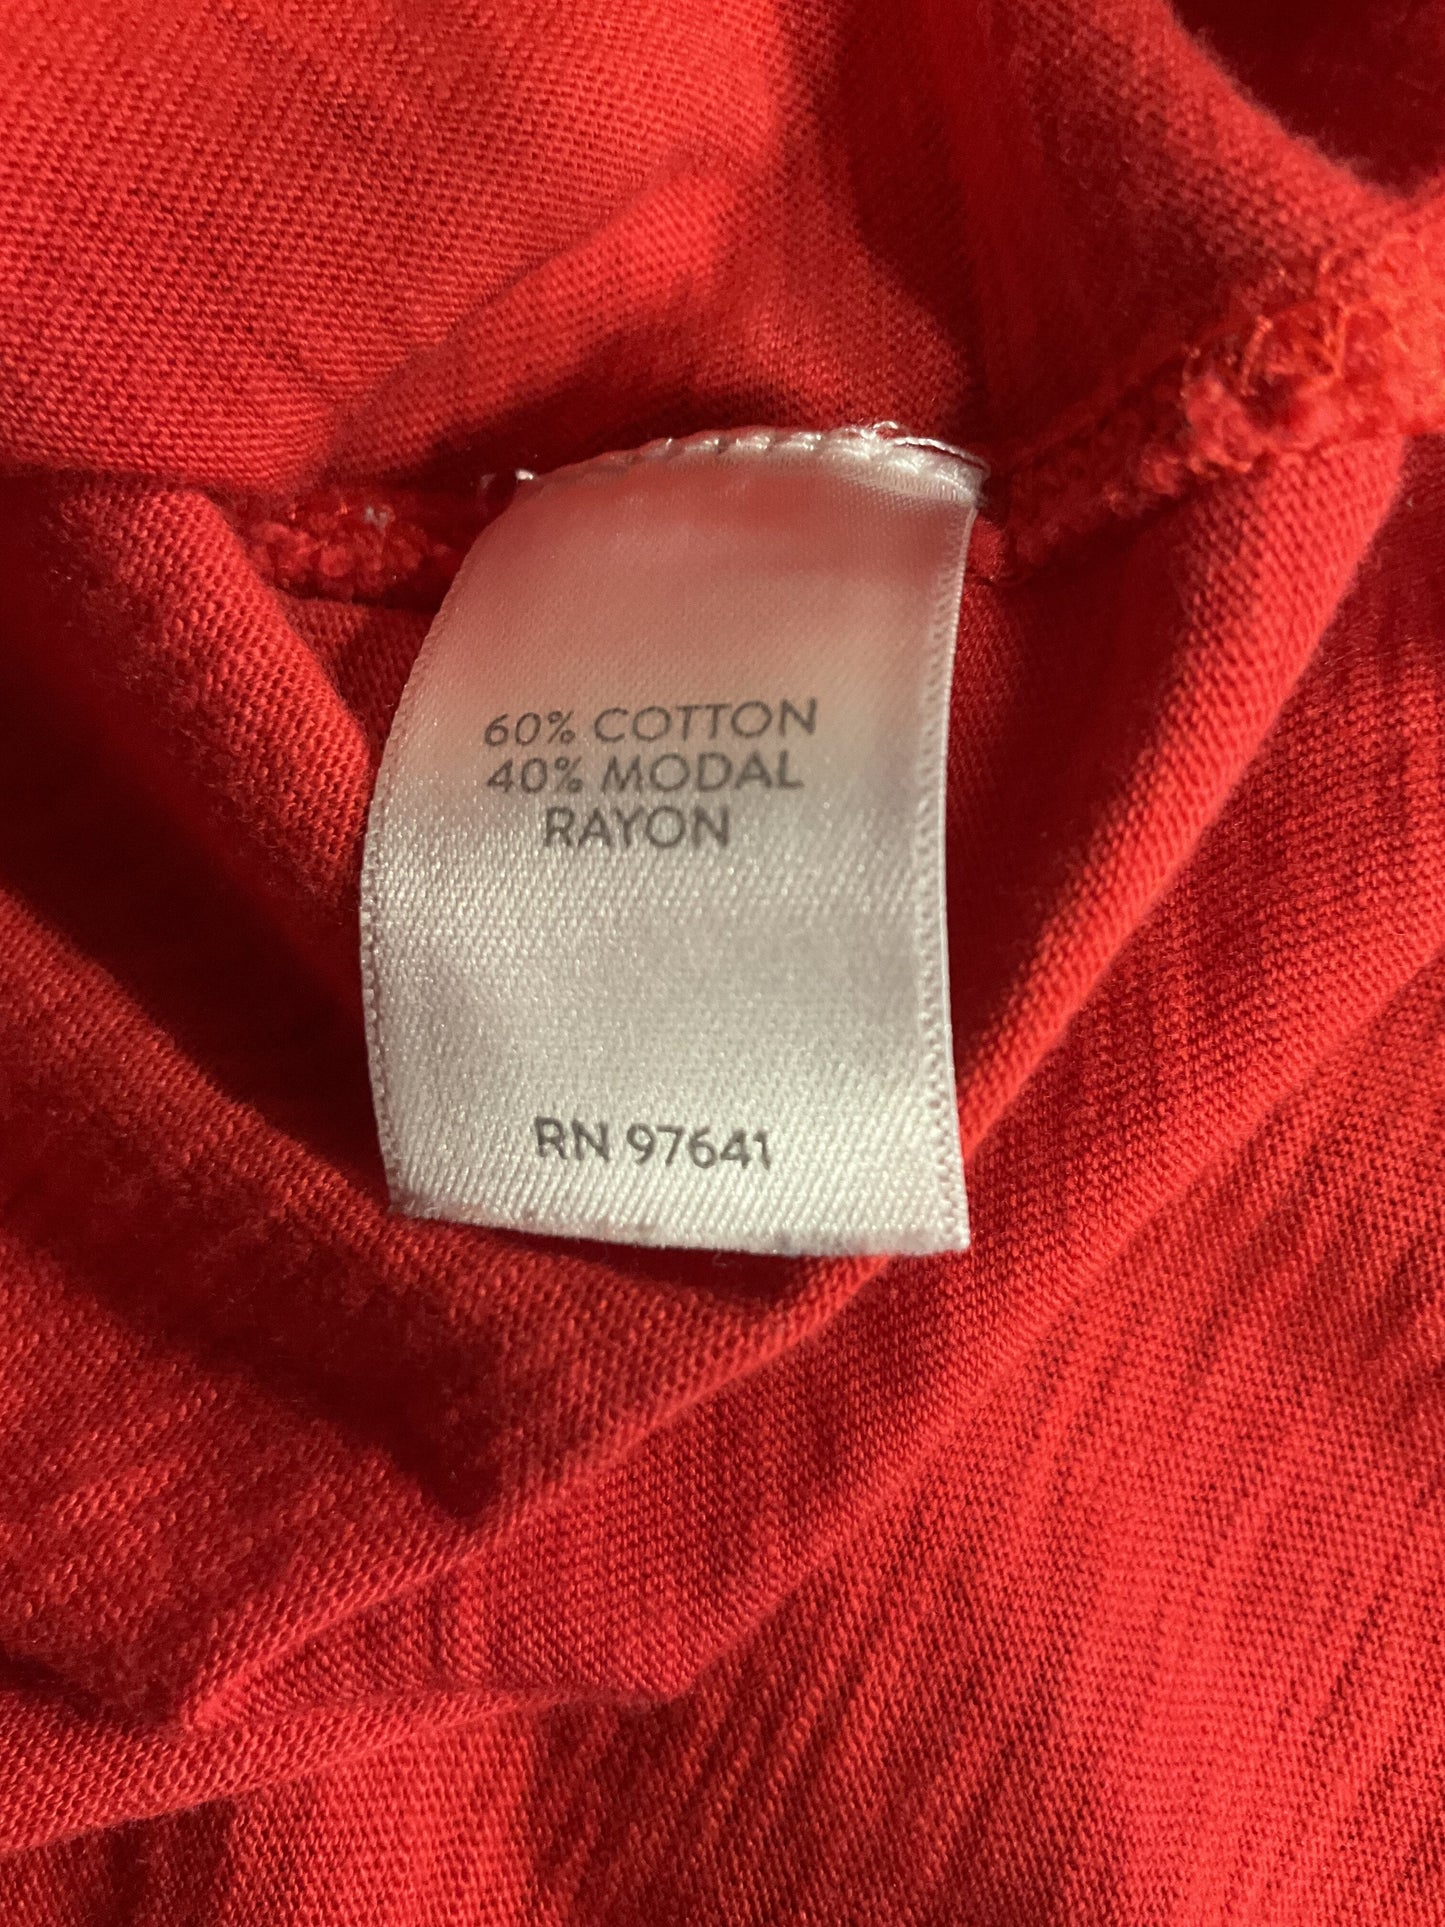 60% COTTON
40% MODAL
RAYON
RN 97641